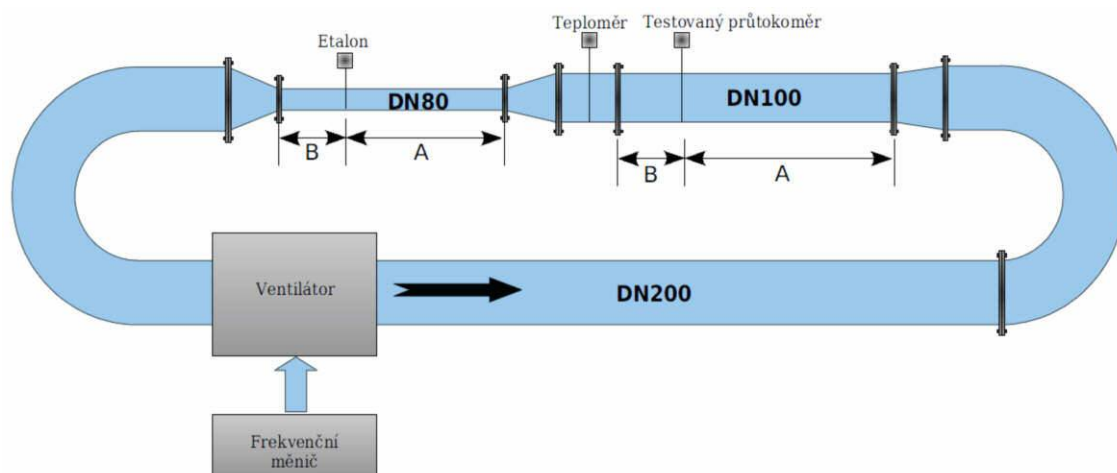 Teploměr
Testovaný průtokoměr
Etalon
DN80
DN100
B
A
B
A
Ventilátor
DN200
Frekvenční
měnič